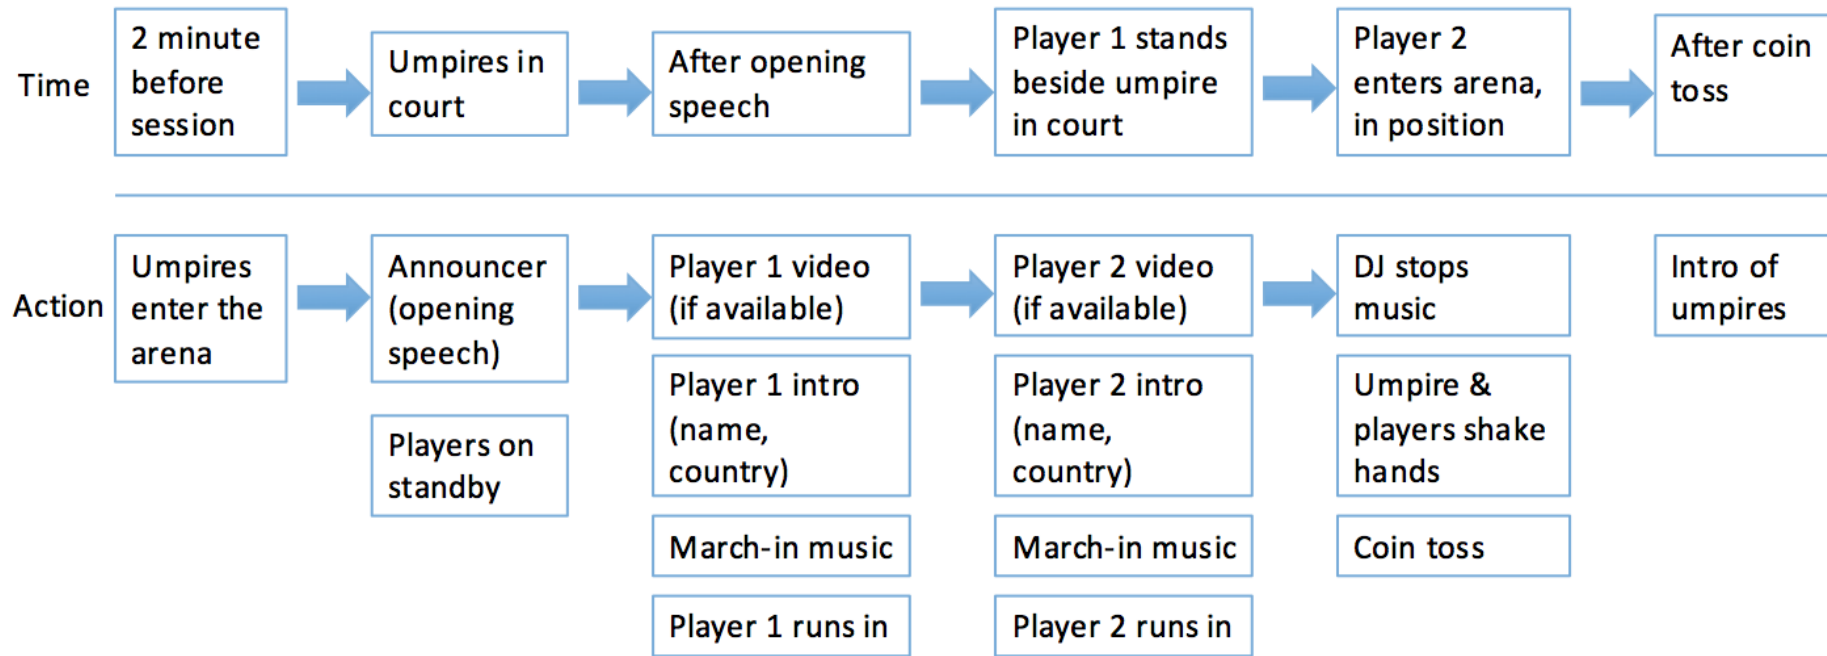 Time
2 minute
before
session
Umpires in
court
After opening
speech
Player 1 stands
beside umpire
in court
Player 2
enters arena,
in position
After coin
toss
Action
Umpires
enter the
arena
Announcer
(opening
speech)
Players on
standby
Player 1 video
(if available)
Player 1 intro
(name,
country)
March-in music
Player 1 runs in
Player 2 video
(if available)
Player 2 intro
(name,
country)
March-in music
Player 2 runs in
DJ stops
music
Umpire &
players shake
hands
Coin toss
Intro of
umpires